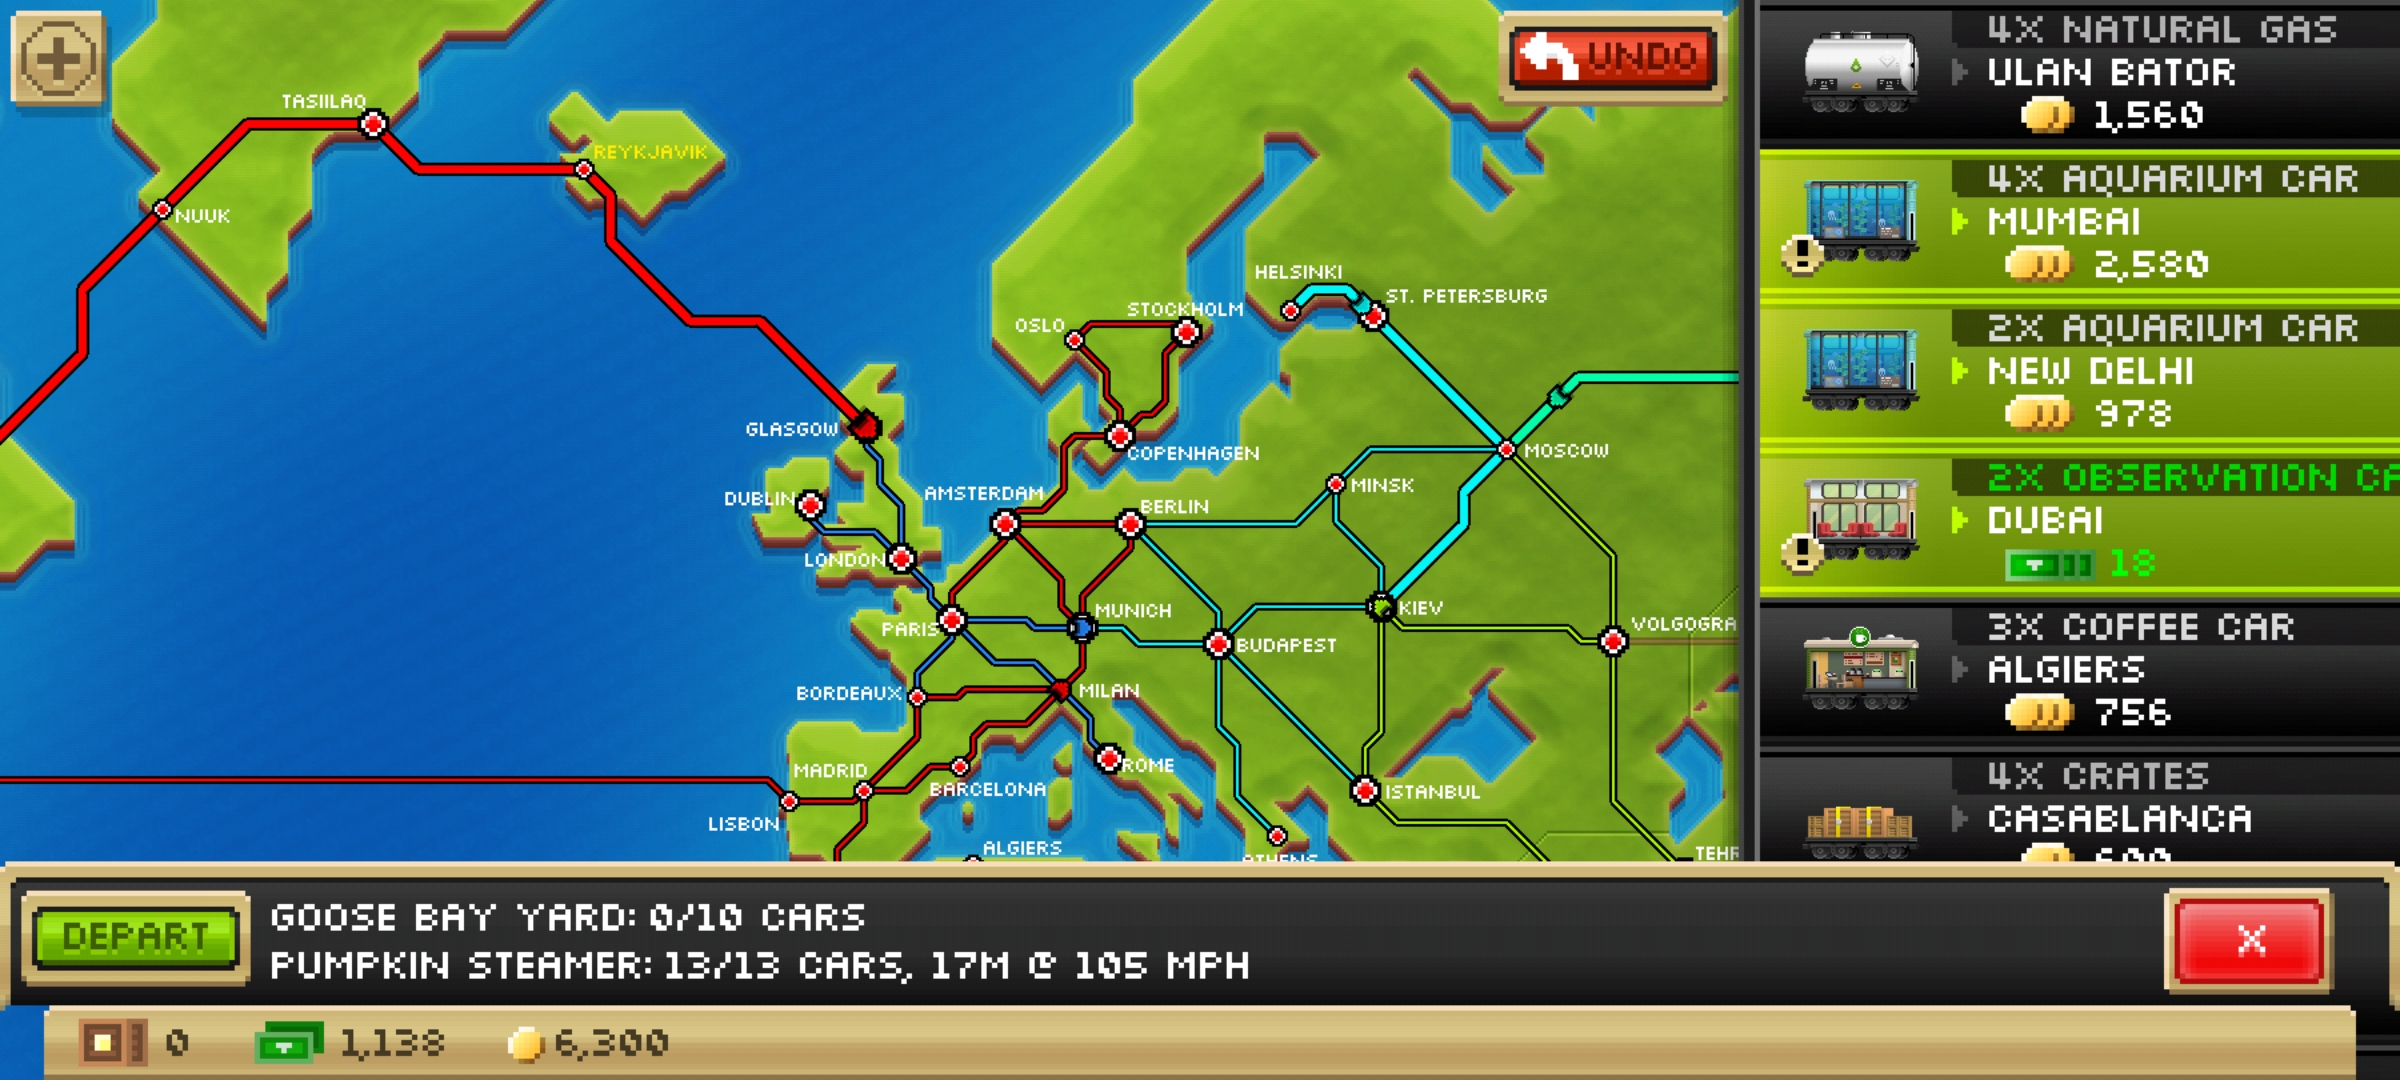 UNDO
TASIILAQ
REYKJAVIK
NUUK
HELSINKI
ST. PETERSBURG
STOCKHOLM
OSLO
GLASGOW
COPENHAGEN
MOSCOW
MINSK
AMSTERDAM
DUBLIN
BERLIN
LONDON
MUNICH
KIEV
PARIS
VOLGOGRA
BUDAPEST
BORDEAUX
MILAN
ROME
MADRID
BARCELONA
ISTANBUL
LISBON
ALGIERS
ATHENS
TEHR
4X NATURAL GAS
ULAN BATOR
1,560
4X AQUARIUM CAR
MUMBAI
2,580
2X AQUARIUM CAR
NEW DELHI
978
2X OBSERVATION CA
DUBAI
18
3X COFFEE CAR
ALGIERS
756
4X CRATES
CASABLANCA
600
DEPART
GOOSE BAY YARD: 0/10 CARS
PUMPKIN STEAMER: 13/13 CARS, 17M @ 105 MPH
X
0
1,138
6,300